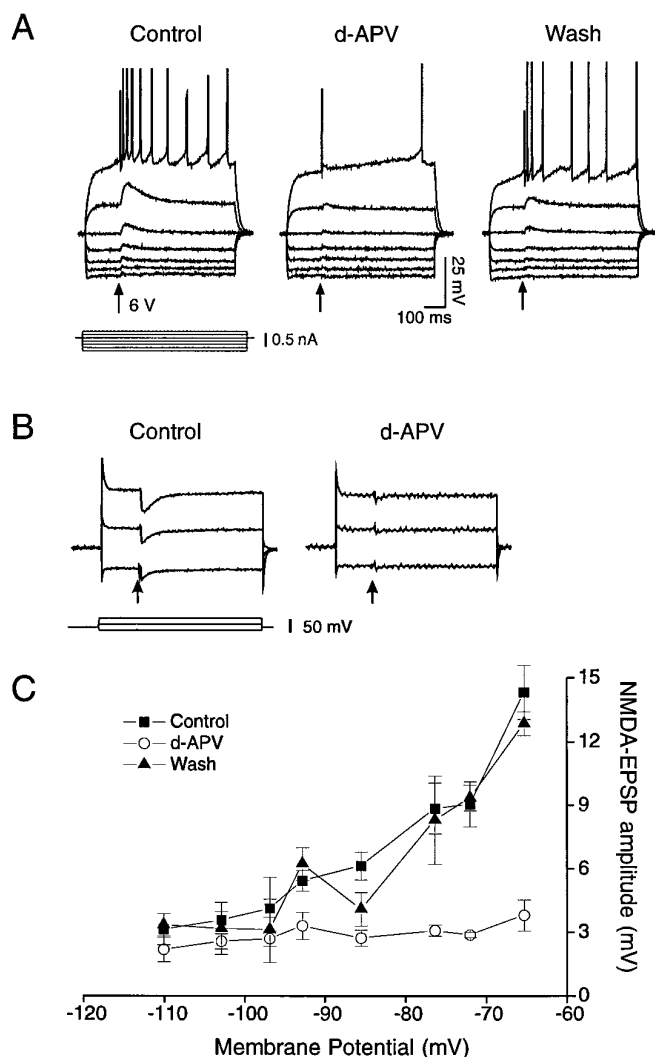 A
Control
d-APV
Wash
6 V
25 mV
100 ms
0.5 nA
B
Control
d-APV
50 mV
C
Control
d-APV
Wash
15
12
9
6
3
0
NMDA-EPSP amplitude (mV)
-120 -110 -100 -90 -80 -70 -60
Membrane Potential (mV)